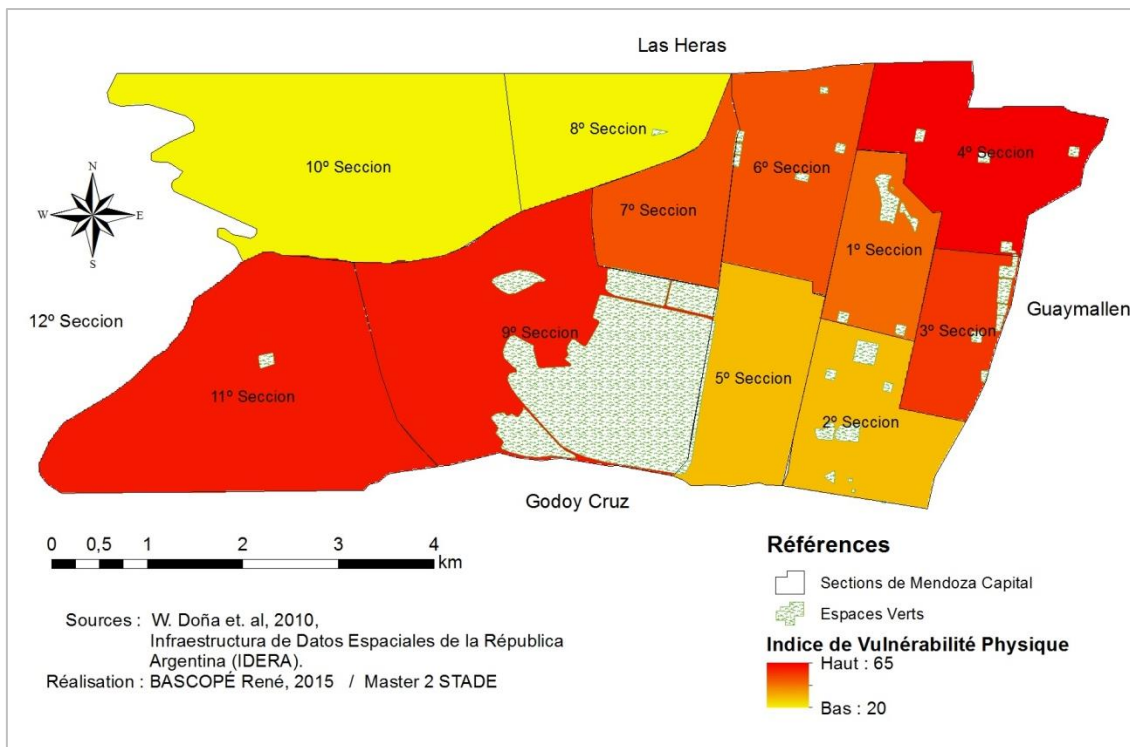 Las Heras
8º Seccion
10º Seccion
4º Seccion
6º Seccion
7º Seccion
1º Seccion
N
W E
S
12º Seccion
Guaymallen
9º Seccion
3º Seccion
5º Seccion
11º Seccion
2º Seccion
Godoy Cruz
0 0,5 1 2 3 4
km
Références
Sections de Mendoza Capital
Espaces Verts
Indice de Vulnérabilité Physique
Haut : 65
Bas : 20
Sources : W. Doña et. al, 2010,
Infraestructura de Datos Espaciales de la Républica
Argentina (IDERA).
Réalisation : BASCOPÉ René, 2015 / Master 2 STADE